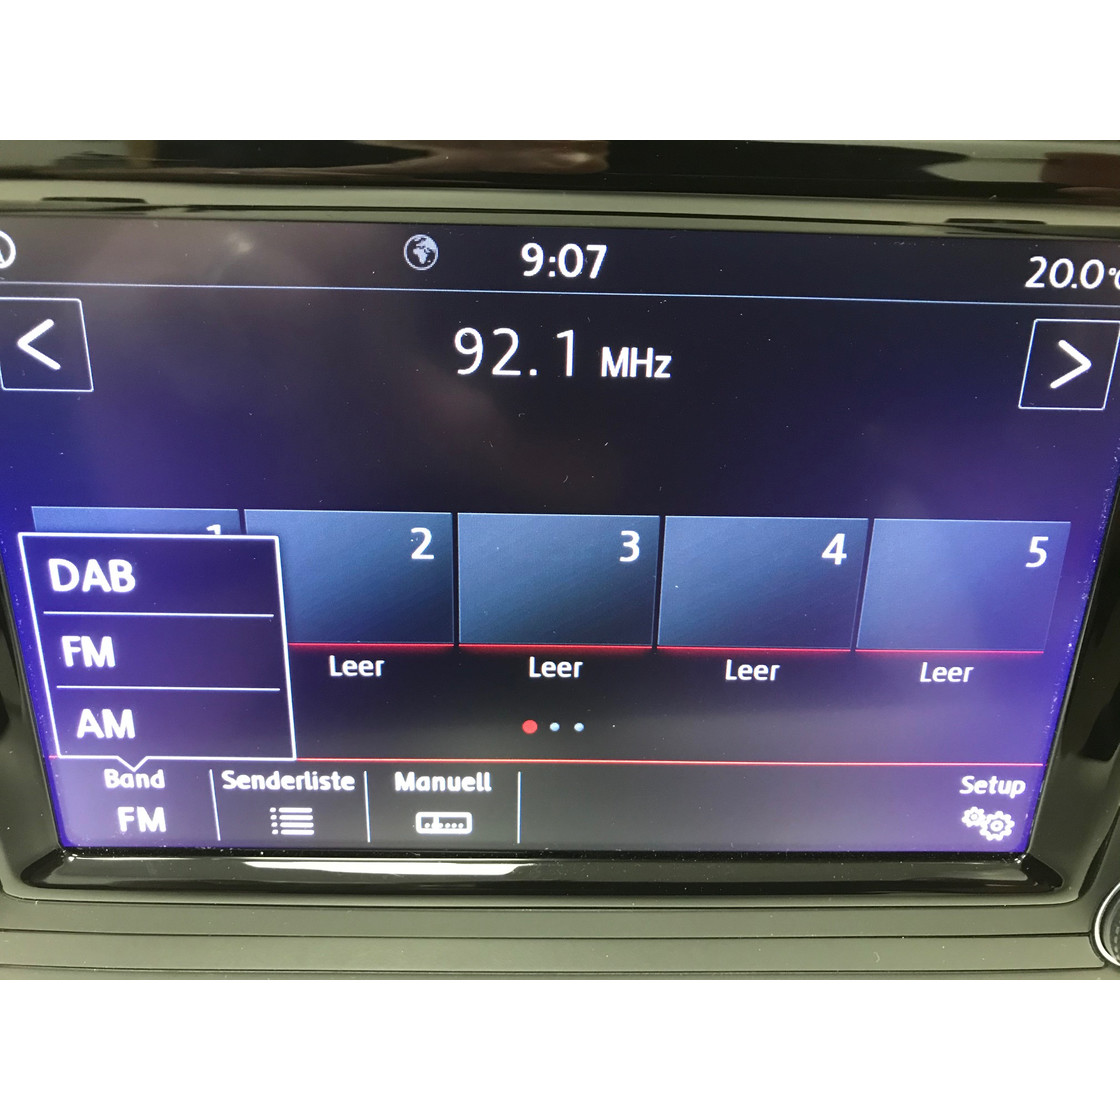 9:07
20.0°C
<
92.1 MHz
>
1
2
3
4
5
DAB
FM
AM
Leer
Leer
Leer
Leer
Band
FM
Senderliste
Manuell
Setup